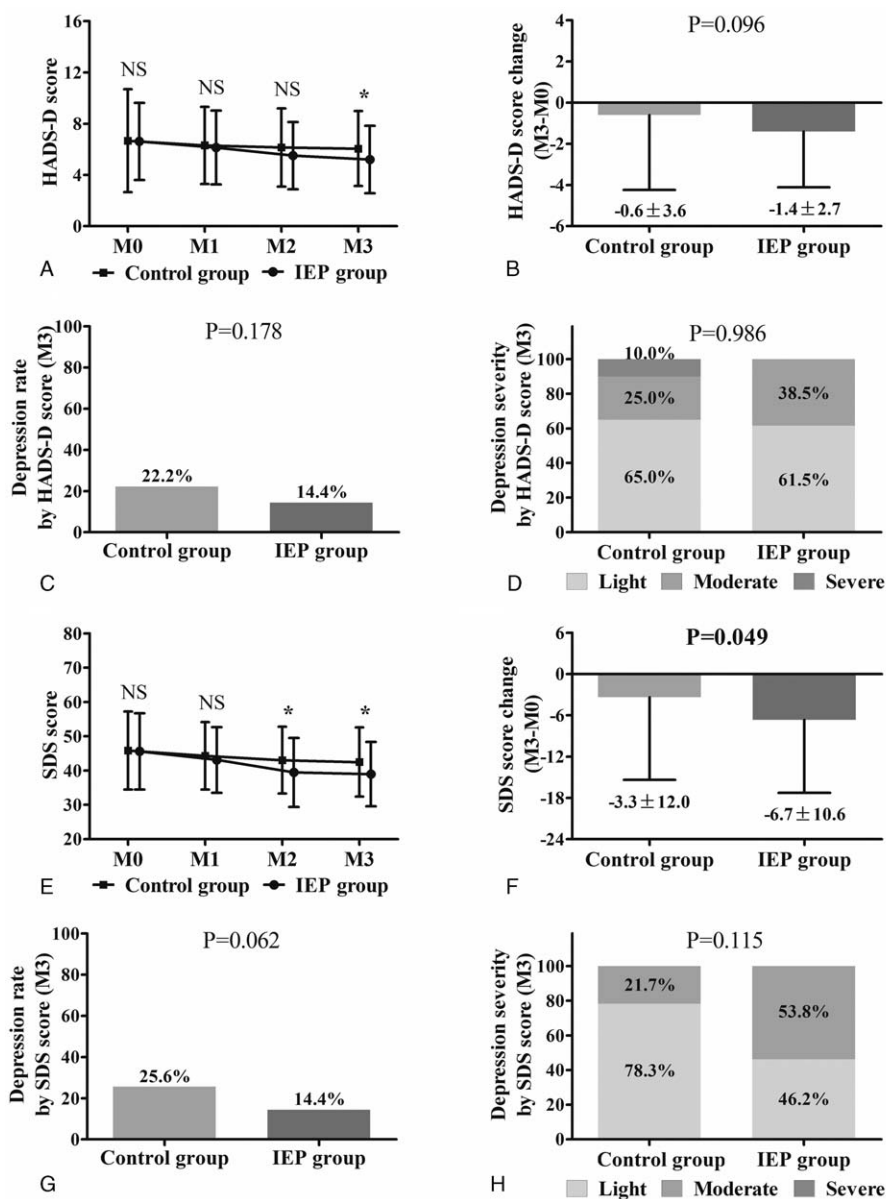 HADS-D score
16
12
8
4
0
NS
NS
NS
*
M0 M1 M2 M3
A
Control group IEP group
HADS-D score change
(M3-M0)
4
2
0
-2
-4
-6
P=0.096
-0.6±3.6
-1.4±2.7
Control group IEP group
B
Depression rate
by HADS-D score (M3)
100
80
60
40
20
0
P=0.178
22.2%
14.4%
Control group IEP group
C
Depression severity
by HADS-D score (M3)
100
80
60
40
20
0
P=0.986
10.0%
25.0%
65.0%
38.5%
61.5%
Control group IEP group
D
Light Moderate Severe
SDS score
80
70
60
50
40
30
20
NS
NS
*
*
M0 M1 M2 M3
E
Control group IEP group
SDS score change
(M3-M0)
6
0
-6
-12
-18
-24
P=0.049
-3.3±12.0
-6.7±10.6
Control group IEP group
F
Depression rate
by SDS score (M3)
100
80
60
40
20
0
P=0.062
25.6%
14.4%
Control group IEP group
G
Depression severity
by SDS score (M3)
100
80
60
40
20
0
P=0.115
21.7%
78.3%
53.8%
46.2%
Control group IEP group
H
Light Moderate Severe